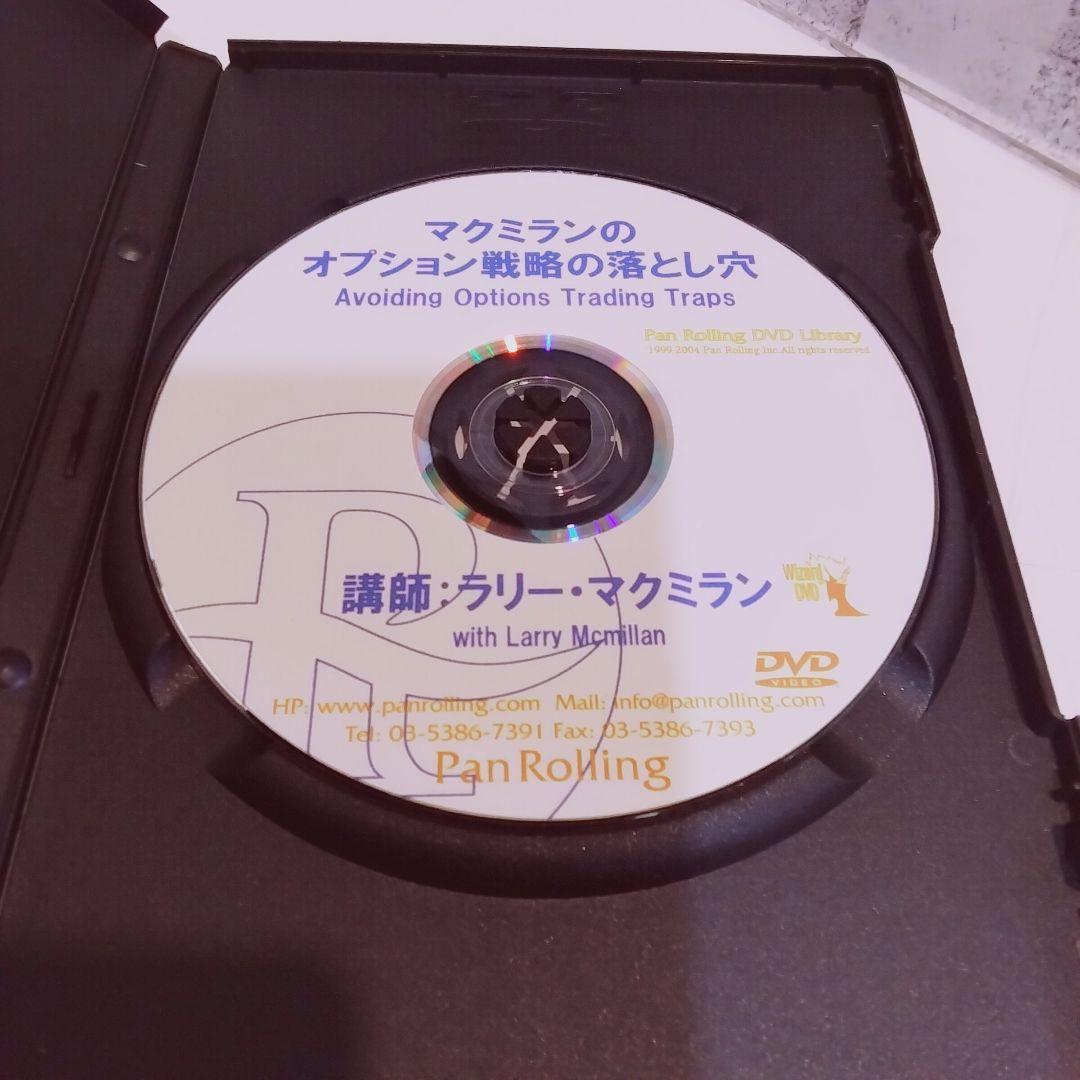 マクミランの
オプション戦略の落とし穴
Avoiding Options Trading Traps
Pan Rolling DVD Library
1999-2004 Pan Rolling Inc.All rights reserved
講師:ラリー・マクミラン
with Larry Mcmillan
Wizard
DVD
DVD
VIDEO
HP: www.panrolling.com Mail: info@panrolling.com
Tel: 03-5386-7391 Fax: 03-5386-7393
PanRolling